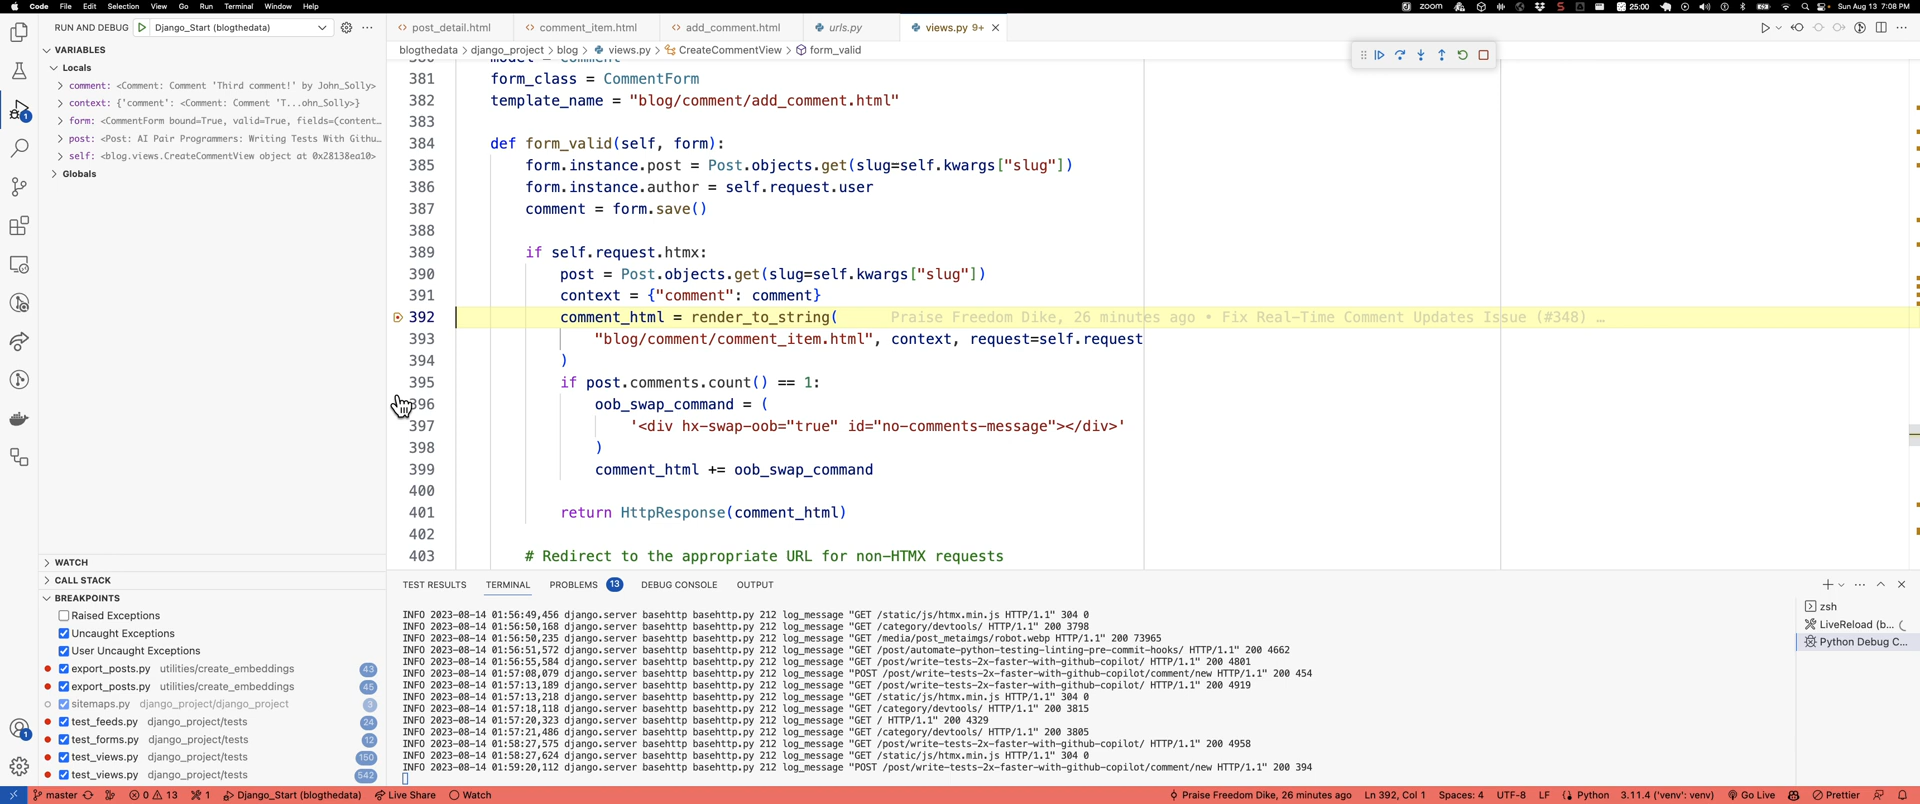 Code File Edit Selection View Go Run Terminal Window Help
zoom 25:00 Sun Aug 13 7:08 PM
RUN AND DEBUG Django_Start (blogthedata)
post_detail.html comment_item.html add_comment.html urls.py views.py 9+
blogthedata > django_project > blog > views.py > CreateCommentView > form_valid
VARIABLES
Locals
comment: <Comment: Comment 'Third comment!' by John_Solly>
context: {'comment': <Comment: Comment 'T...ohn_Solly>}
form: <CommentForm bound=True, valid=True, fields=(content...
post: <Post: AI Pair Programmers: Writing Tests With Githu...
self: <blog.views.CreateCommentView object at 0x28138ea10>
Globals
WATCH
CALL STACK
BREAKPOINTS
Raised Exceptions
Uncaught Exceptions
User Uncaught Exceptions
export_posts.py utilities/create_embeddings 43
export_posts.py utilities/create_embeddings 45
sitemaps.py django_project/django_project 3
test_feeds.py django_project/tests 24
test_forms.py django_project/tests 12
test_views.py django_project/tests 150
test_views.py django_project/tests 542
380 model = Comment
381 form_class = CommentForm
382 template_name = "blog/comment/add_comment.html"
383
384 def form_valid(self, form):
385 form.instance.post = Post.objects.get(slug=self.kwargs["slug"])
386 form.instance.author = self.request.user
387 comment = form.save()
388
389 if self.request.htmx:
390 post = Post.objects.get(slug=self.kwargs["slug"])
391 context = {"comment": comment}
392 comment_html = render_to_string( Praise Freedom Dike, 26 minutes ago • Fix Real-Time Comment Updates Issue (#348) …
393 "blog/comment/comment_item.html", context, request=self.request
394 )
395 if post.comments.count() == 1:
396 oob_swap_command = (
397 '<div hx-swap-oob="true" id="no-comments-message"></div>'
398 )
399 comment_html += oob_swap_command
400
401 return HttpResponse(comment_html)
402
403 # Redirect to the appropriate URL for non-HTMX requests
TEST RESULTS TERMINAL PROBLEMS 13 DEBUG CONSOLE OUTPUT
INFO 2023-08-14 01:56:49,456 django.server basehttp basehttp.py 212 log_message "GET /static/js/htmx.min.js HTTP/1.1" 304 0
INFO 2023-08-14 01:56:50,168 django.server basehttp basehttp.py 212 log_message "GET /category/devtools/ HTTP/1.1" 200 3798
INFO 2023-08-14 01:56:50,235 django.server basehttp basehttp.py 212 log_message "GET /media/post_metaimgs/robot.webp HTTP/1.1" 200 73965
INFO 2023-08-14 01:56:51,572 django.server basehttp basehttp.py 212 log_message "GET /post/automate-python-testing-linting-pre-commit-hooks/ HTTP/1.1" 200 4662
INFO 2023-08-14 01:56:55,584 django.server basehttp basehttp.py 212 log_message "GET /post/write-tests-2x-faster-with-github-copilot/ HTTP/1.1" 200 4801
INFO 2023-08-14 01:57:08,079 django.server basehttp basehttp.py 212 log_message "POST /post/write-tests-2x-faster-with-github-copilot/comment/new HTTP/1.1" 200 454
INFO 2023-08-14 01:57:13,189 django.server basehttp basehttp.py 212 log_message "GET /post/write-tests-2x-faster-with-github-copilot/ HTTP/1.1" 200 4919
INFO 2023-08-14 01:57:13,218 django.server basehttp basehttp.py 212 log_message "GET /static/js/htmx.min.js HTTP/1.1" 304 0
INFO 2023-08-14 01:57:18,118 django.server basehttp basehttp.py 212 log_message "GET /category/devtools/ HTTP/1.1" 200 3815
INFO 2023-08-14 01:57:20,323 django.server basehttp basehttp.py 212 log_message "GET / HTTP/1.1" 200 4329
INFO 2023-08-14 01:57:21,486 django.server basehttp basehttp.py 212 log_message "GET /category/devtools/ HTTP/1.1" 200 3805
INFO 2023-08-14 01:58:27,575 django.server basehttp basehttp.py 212 log_message "GET /post/write-tests-2x-faster-with-github-copilot/ HTTP/1.1" 200 4958
INFO 2023-08-14 01:58:27,624 django.server basehttp basehttp.py 212 log_message "GET /static/js/htmx.min.js HTTP/1.1" 304 0
INFO 2023-08-14 01:59:20,112 django.server basehttp basehttp.py 212 log_message "POST /post/write-tests-2x-faster-with-github-copilot/comment/new HTTP/1.1" 200 394
zsh
LiveReload (b...
Python Debug C...
master 0 13 1 Django_Start (blogthedata) Live Share Watch Praise Freedom Dike, 26 minutes ago Ln 392, Col 1 Spaces: 4 UTF-8 LF Python 3.11.4 ('venv': venv) Go Live Prettier